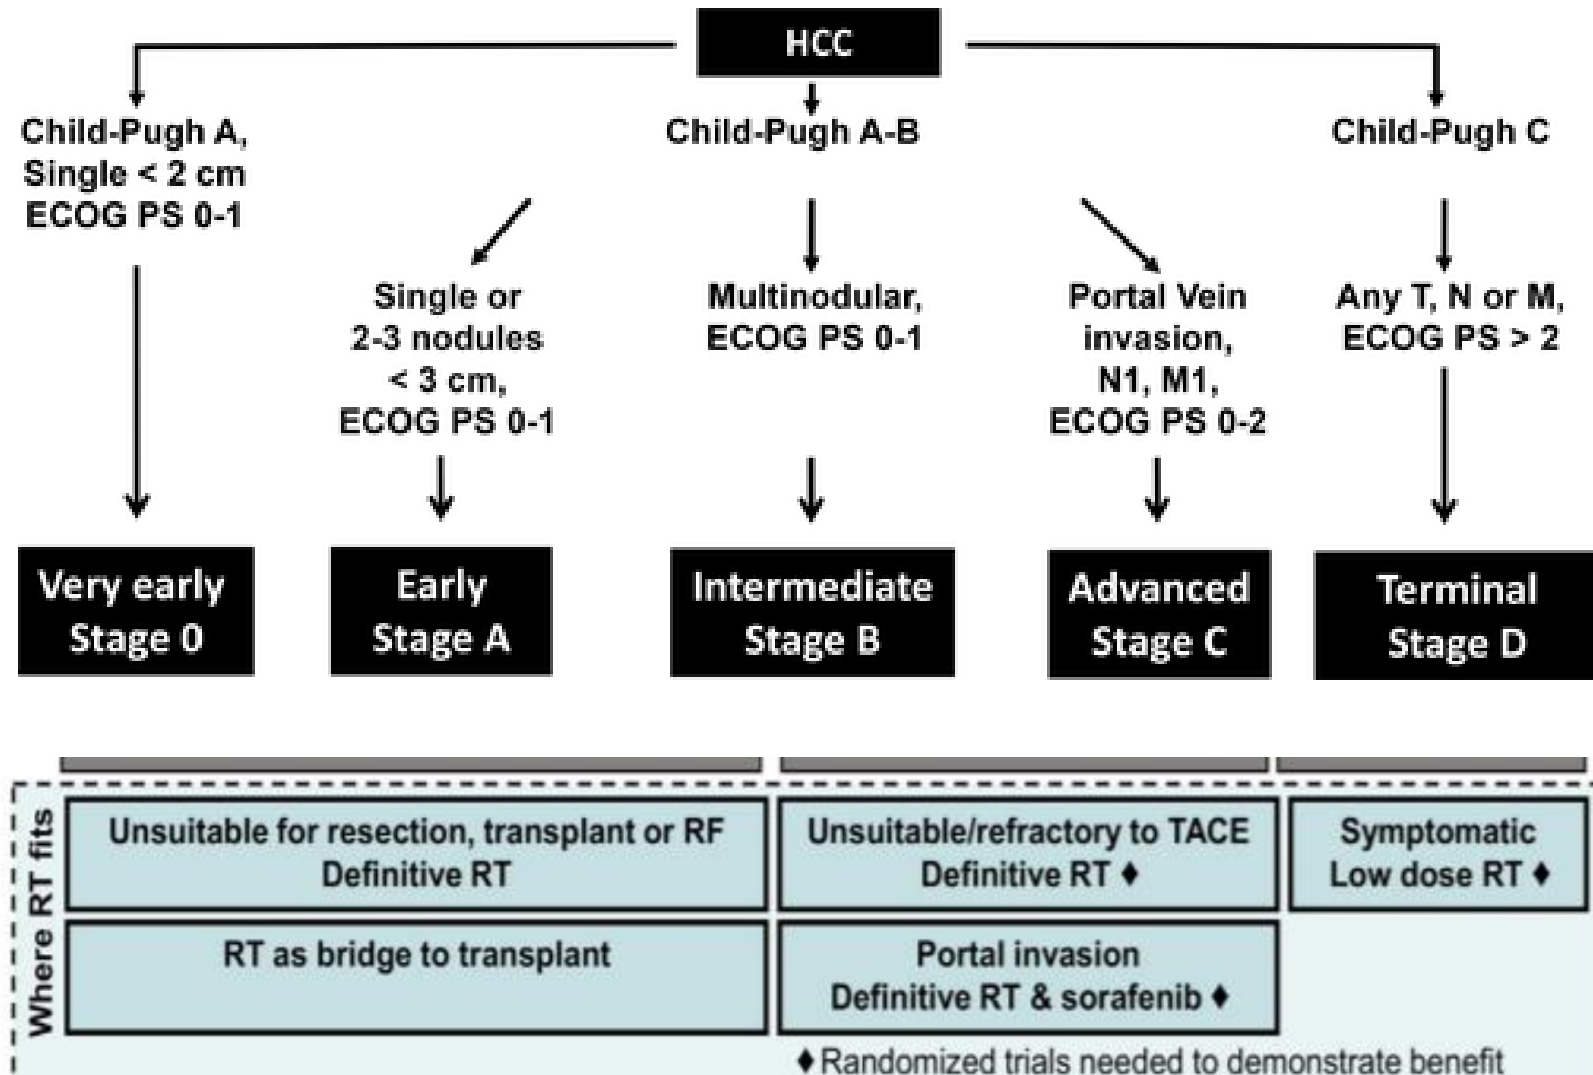 HCC
Child-Pugh A,
Single < 2 cm
ECOG PS 0-1
Child-Pugh A-B
Child-Pugh C
Single or
2-3 nodules
< 3 cm,
ECOG PS 0-1
Multinodular,
ECOG PS 0-1
Portal Vein
invasion,
N1, M1,
ECOG PS 0-2
Any T, N or M,
ECOG PS > 2
Very early
Stage 0
Early
Stage A
Intermediate
Stage B
Advanced
Stage C
Terminal
Stage D
Where RT fits
Unsuitable for resection, transplant or RF
Definitive RT
Unsuitable/refractory to TACE
Definitive RT ♦
Symptomatic
Low dose RT ♦
RT as bridge to transplant
Portal invasion
Definitive RT & sorafenib ♦
♦ Randomized trials needed to demonstrate benefit